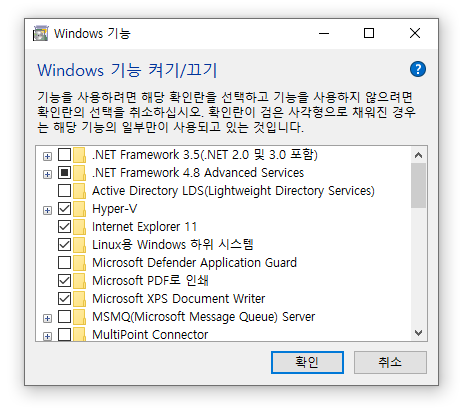 Windows 기능
Windows 기능 켜기/끄기
기능을 사용하려면 해당 확인란을 선택하고 기능을 사용하지 않으려면
확인란의 선택을 취소하십시오. 확인란이 검은 사각형으로 채워진 경우
는 해당 기능의 일부만이 사용되고 있는 것입니다.
.NET Framework 3.5(.NET 2.0 및 3.0 포함)
.NET Framework 4.8 Advanced Services
Active Directory LDS(Lightweight Directory Services)
Hyper-V
Internet Explorer 11
Linux용 Windows 하위 시스템
Microsoft Defender Application Guard
Microsoft PDF로 인쇄
Microsoft XPS Document Writer
MSMQ(Microsoft Message Queue) Server
MultiPoint Connector
확인 취소